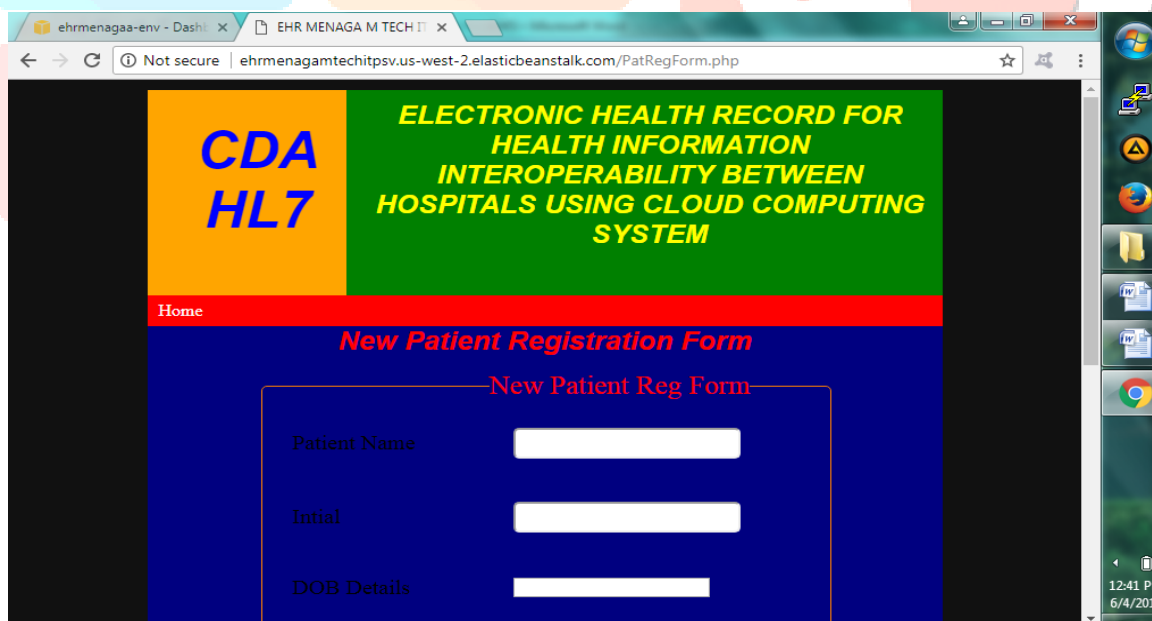 ehrmenagaa-env - Dash
EHR MENAGA M TECH IT
Not secure | ehrmenagamtechitpsv.us-west-2.elasticbeanstalk.com/PatRegForm.php
CDA
HL7
ELECTRONIC HEALTH RECORD FOR
HEALTH INFORMATION
INTEROPERABILITY BETWEEN
HOSPITALS USING CLOUD COMPUTING
SYSTEM
Home
New Patient Registration Form
New Patient Reg Form
Patient Name
Intial
DOB Details
12:41 P
6/4/201